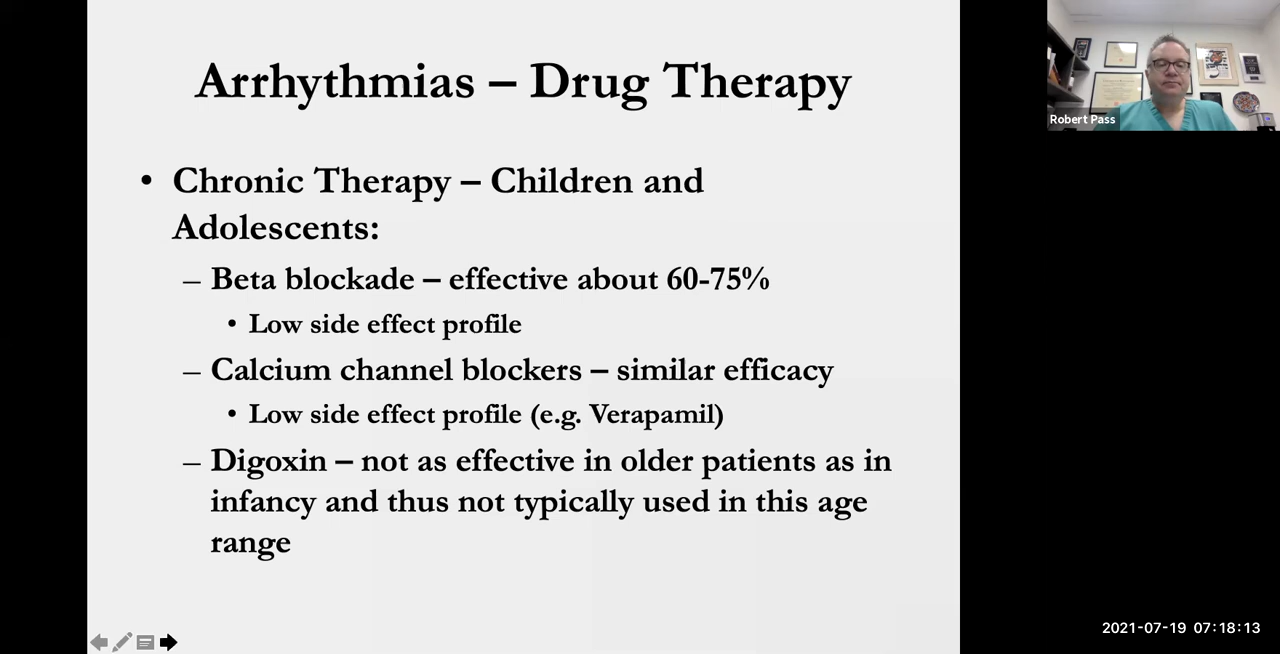 Arrhythmias – Drug Therapy
• Chronic Therapy – Children and
Adolescents:
– Beta blockade – effective about 60-75%
• Low side effect profile
– Calcium channel blockers – similar efficacy
• Low side effect profile (e.g. Verapamil)
– Digoxin – not as effective in older patients as in
infancy and thus not typically used in this age
range
Robert Pass
2021-07-19 07:18:13